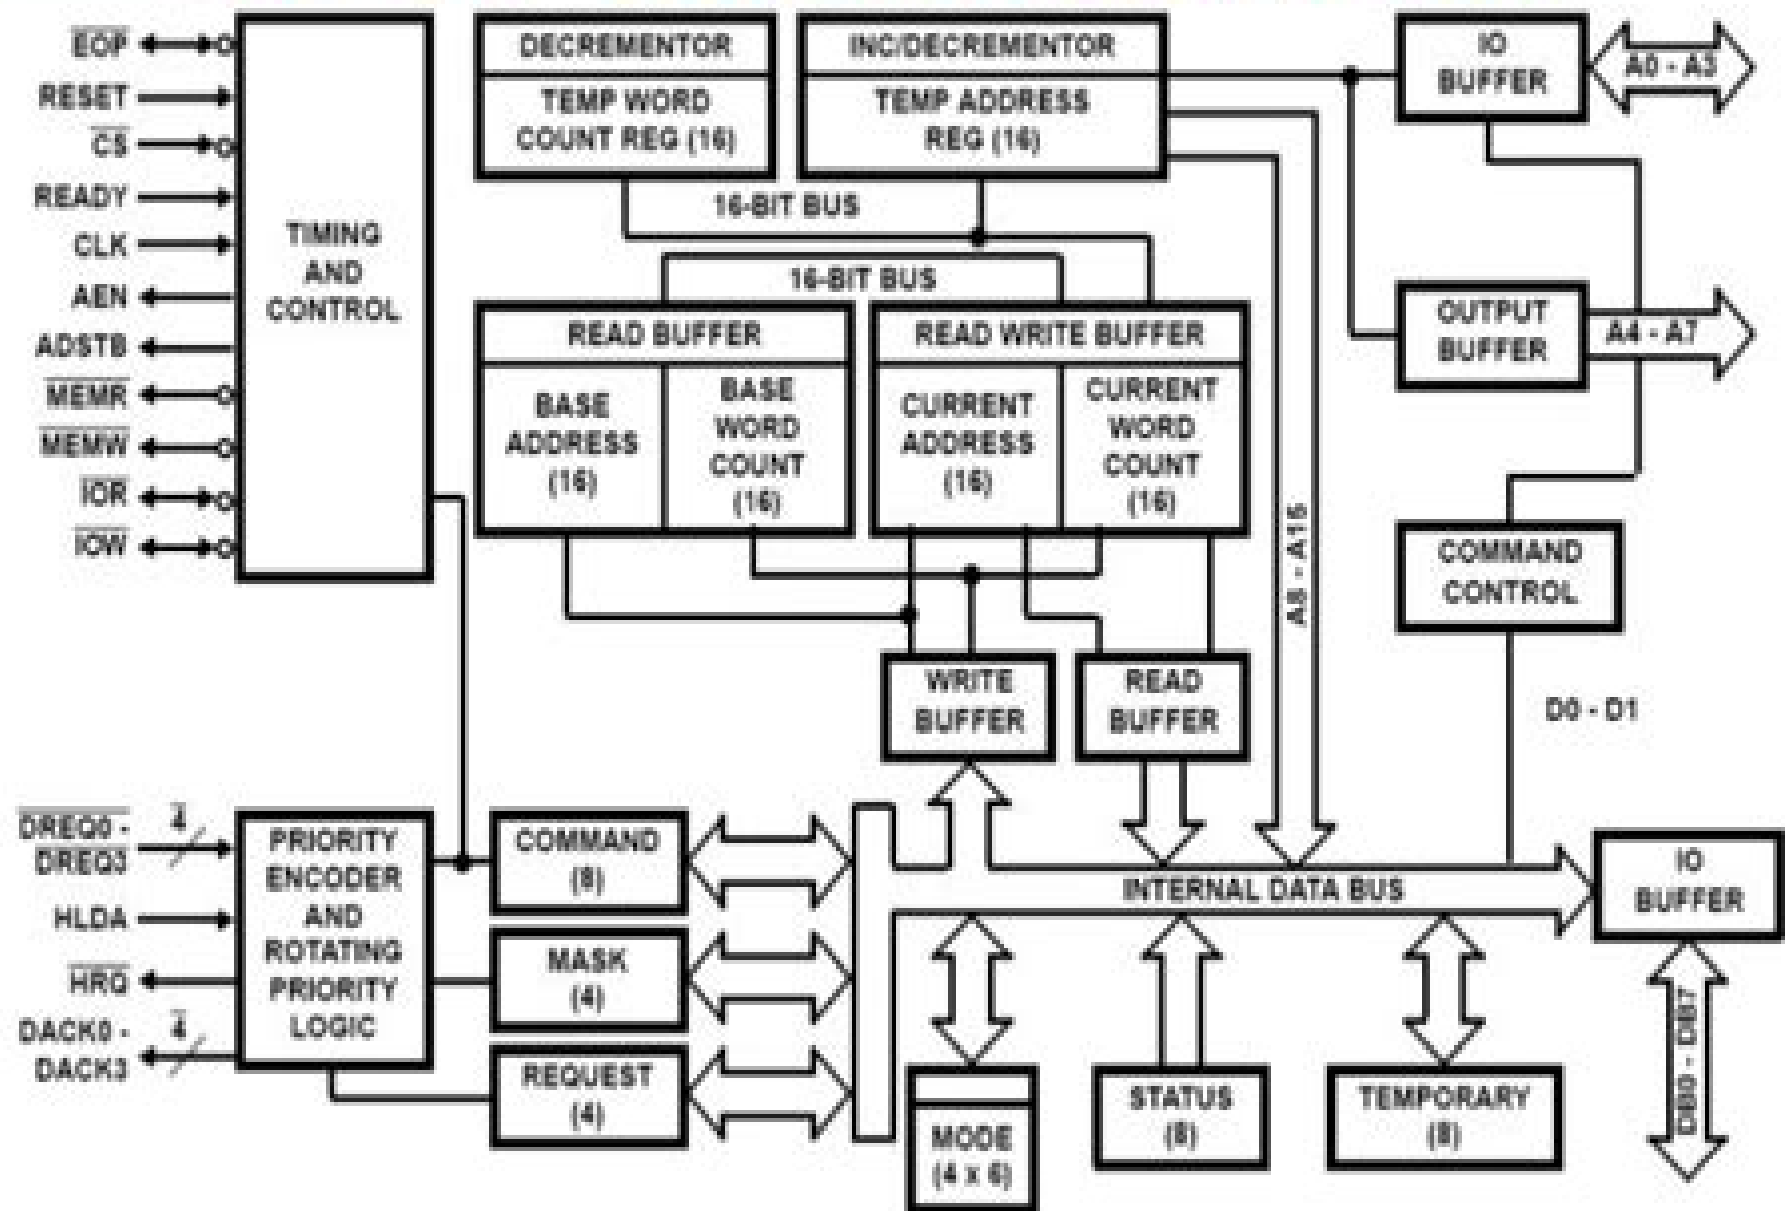 EOP
RESET
CS
READY
CLK
AEN
ADSTB
MEMR
MEMW
IOR
IOW
TIMING
AND
CONTROL
DECREMENTOR
TEMP WORD
COUNT REG (16)
INC/DECREMENTOR
TEMP ADDRESS
REG (16)
16-BIT BUS
16-BIT BUS
READ BUFFER
BASE
ADDRESS
(16)
BASE
WORD
COUNT
(16)
READ WRITE BUFFER
CURRENT
ADDRESS
(16)
CURRENT
WORD
COUNT
(16)
IO
BUFFER
A0 - A3
OUTPUT
BUFFER
A4 - A7
COMMAND
CONTROL
A8 - A15
WRITE
BUFFER
READ
BUFFER
D0 - D1
DREQ0 -
DREQ3
4
HLDA
HRQ
DACK0 -
DACK3
4
PRIORITY
ENCODER
AND
ROTATING
PRIORITY
LOGIC
COMMAND
(8)
MASK
(4)
REQUEST
(4)
INTERNAL DATA BUS
IO
BUFFER
MODE
(4 x 6)
STATUS
(8)
TEMPORARY
(8)
DB0 - DB7